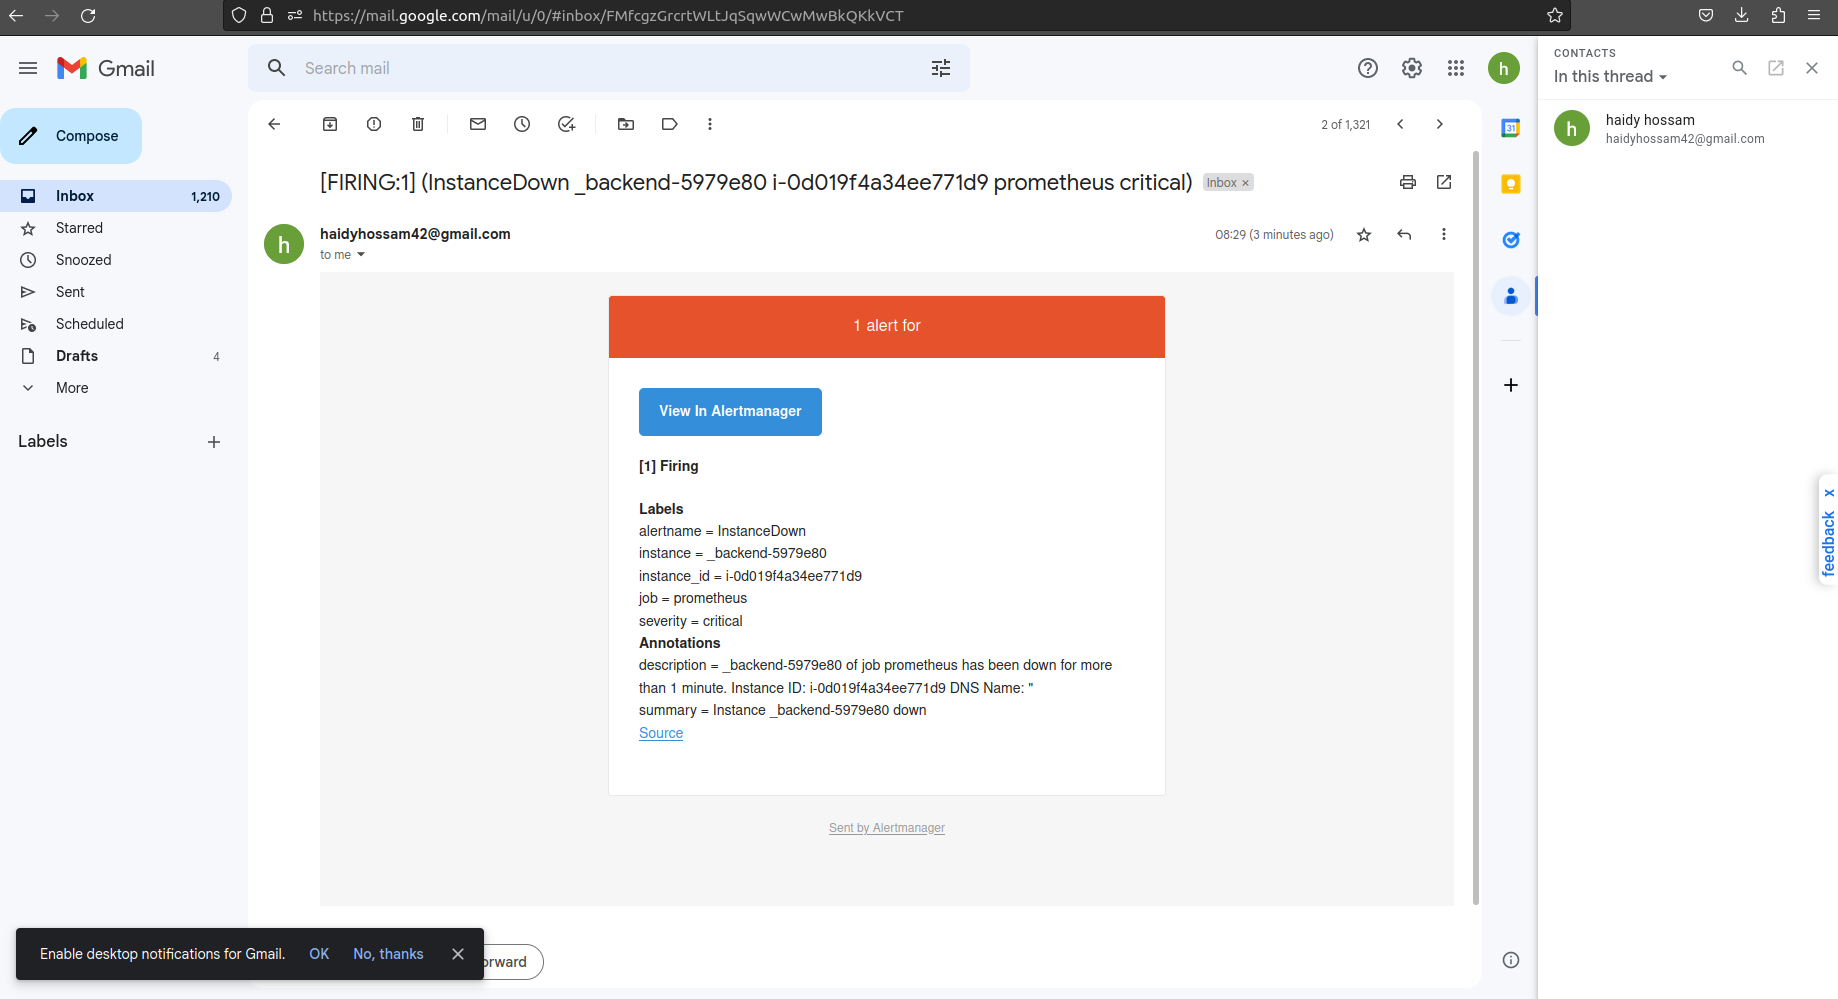 https://mail.google.com/mail/u/0/#inbox/FMfcgzGrcrtWLtJqSqwWCwMwBkQKkVCT
Gmail
Search mail
h
CONTACTS
In this thread
Compose
2 of 1,321
31
h
haidy hossam
haidyhossam42@gmail.com
[FIRING:1] (InstanceDown _backend-5979e80 i-0d019f4a34ee771d9 prometheus critical)
Inbox x
Inbox 1,210
Starred
Snoozed
Sent
Scheduled
Drafts 4
More
Labels
h
haidyhossam42@gmail.com
08:29 (3 minutes ago)
to me
1 alert for
View In Alertmanager
[1] Firing
Labels
alertname = InstanceDown
instance = _backend-5979e80
instance_id = i-0d019f4a34ee771d9
job = prometheus
severity = critical
Annotations
description = _backend-5979e80 of job prometheus has been down for more
than 1 minute. Instance ID: i-0d019f4a34ee771d9 DNS Name: "
summary = Instance _backend-5979e80 down
Source
Sent by Alertmanager
feedback x
Enable desktop notifications for Gmail. OK No, thanks
orward